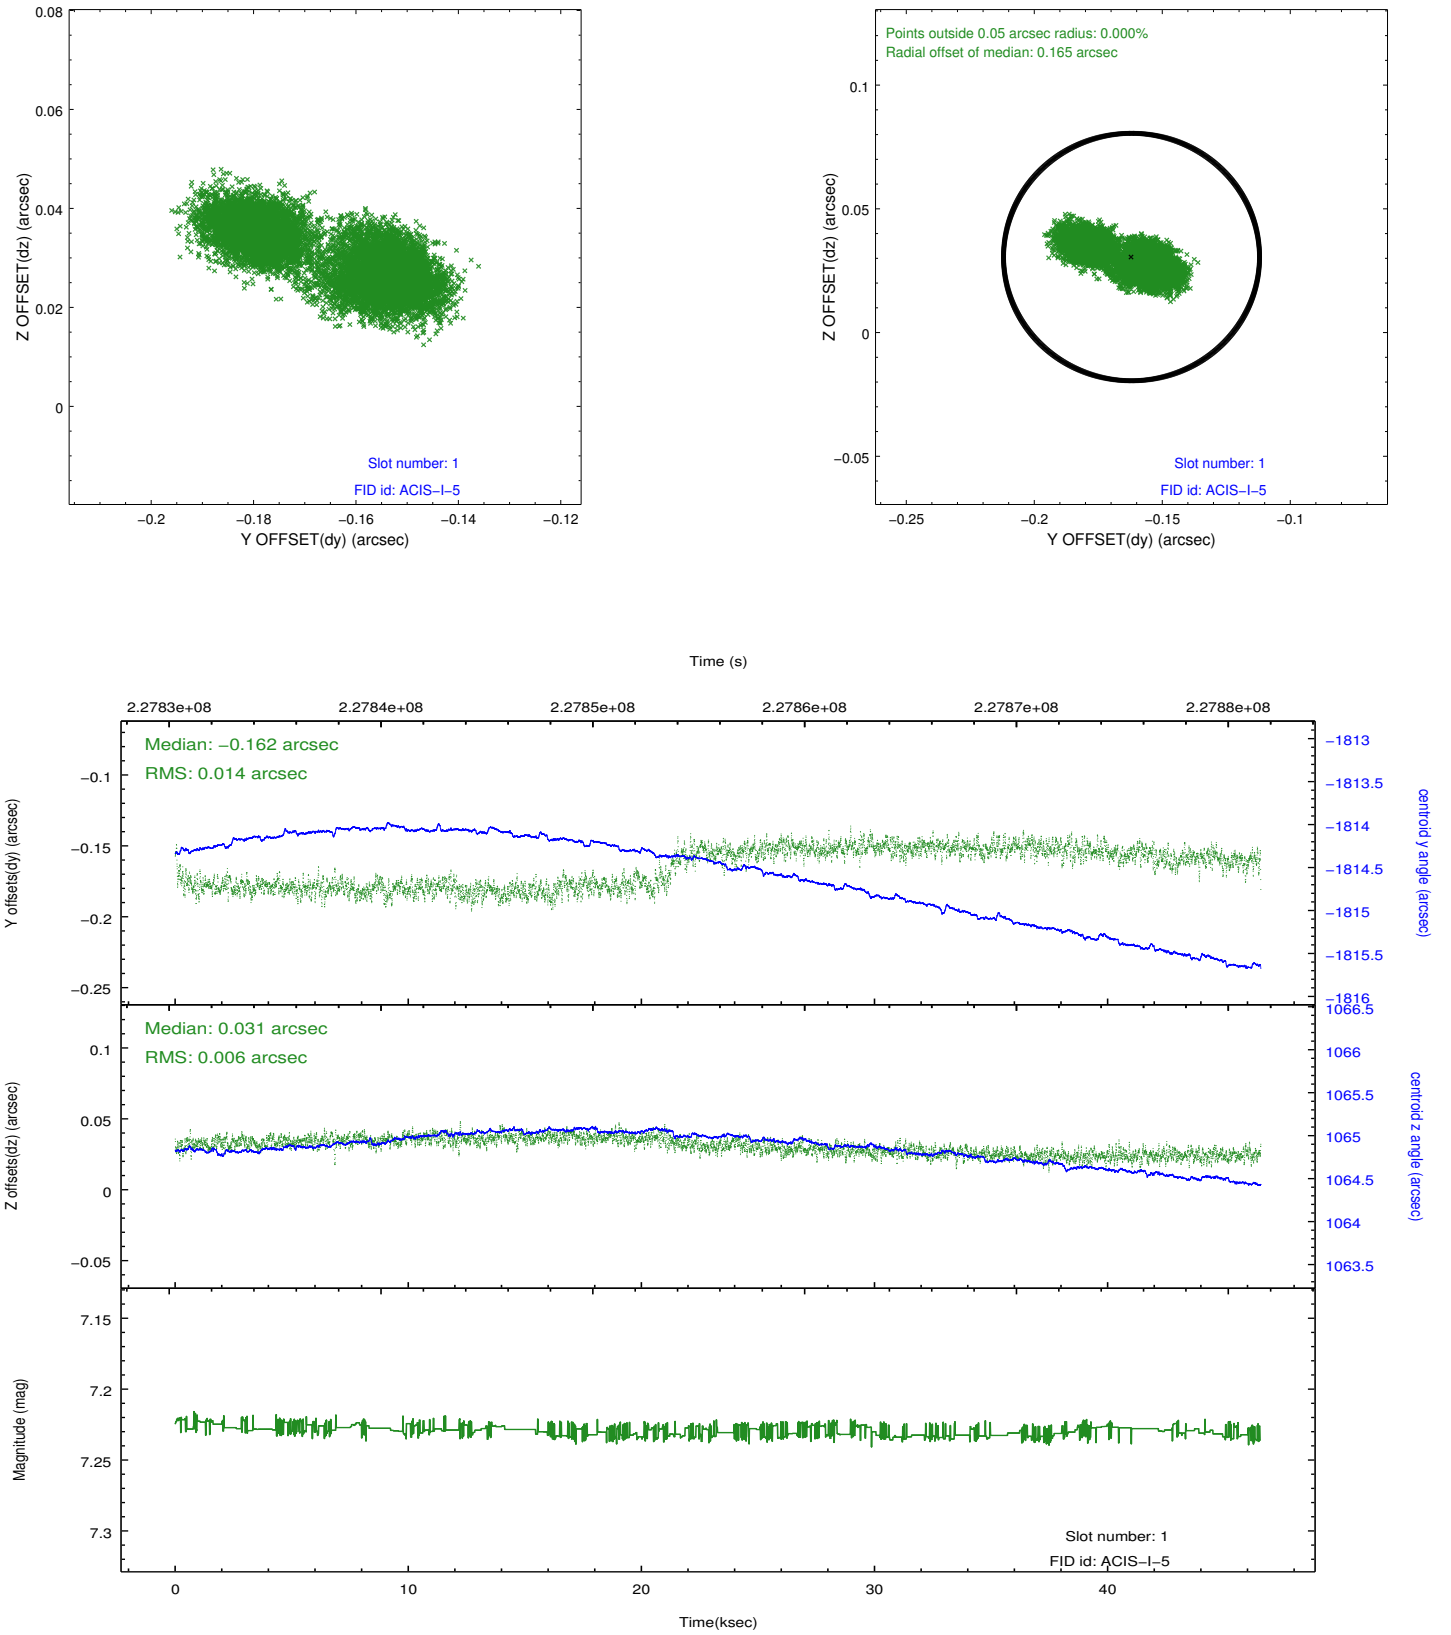 0.08
0.06
0.04
0.02
0
Z OFFSET(dz) (arcsec)
Slot number: 1
FID id: ACIS−I−5
−0.2
−0.18
−0.16
−0.14
−0.12
Y OFFSET(dy) (arcsec)
Points outside 0.05 arcsec radius: 0.000%
Radial offset of median: 0.165 arcsec
0.1
0.05
0
−0.05
Z OFFSET(dz) (arcsec)
Slot number: 1
FID id: ACIS−I−5
−0.25
−0.2
−0.15
−0.1
Y OFFSET(dy) (arcsec)
Time (s)
2.2783e+08
2.2784e+08
2.2785e+08
2.2786e+08
2.2787e+08
2.2788e+08
Median: −0.162 arcsec
RMS: 0.014 arcsec
−0.1
−0.15
−0.2
−0.25
Y offsets(dy) (arcsec)
−1813
−1813.5
−1814
−1814.5
−1815
−1815.5
−1816
centroid y angle (arcsec)
Median: 0.031 arcsec
RMS: 0.006 arcsec
0.1
0.05
0
−0.05
Z offsets(dz) (arcsec)
1066.5
1066
1065.5
1065
1064.5
1064
1063.5
centroid z angle (arcsec)
7.15
7.2
7.25
7.3
Magnitude (mag)
Slot number: 1
FID id: ACIS−I−5
0
10
20
30
40
Time(ksec)